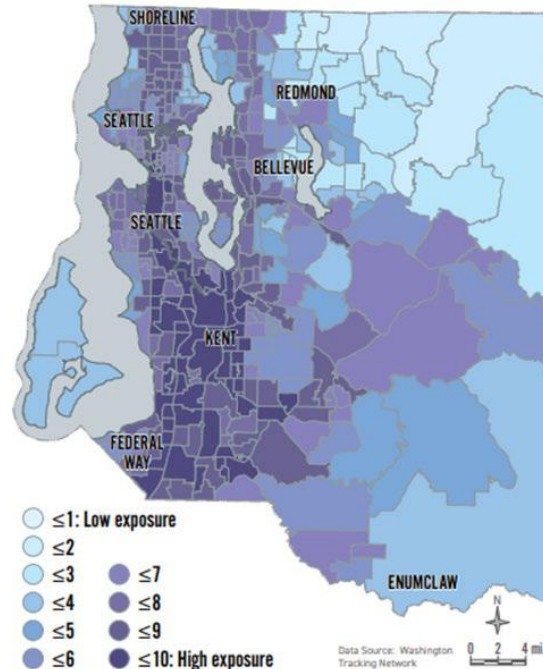 SHORELINE
REDMOND
SEATTLE
BELLEVUE
SEATTLE
KENT
FEDERAL
WAY
≤1: Low exposure
≤2
≤3
≤4
≤5
≤6
≤7
≤8
≤9
≤10: High exposure
ENUMCLAW
N
0 2 4 mi
Data Source: Washington
Tracking Network